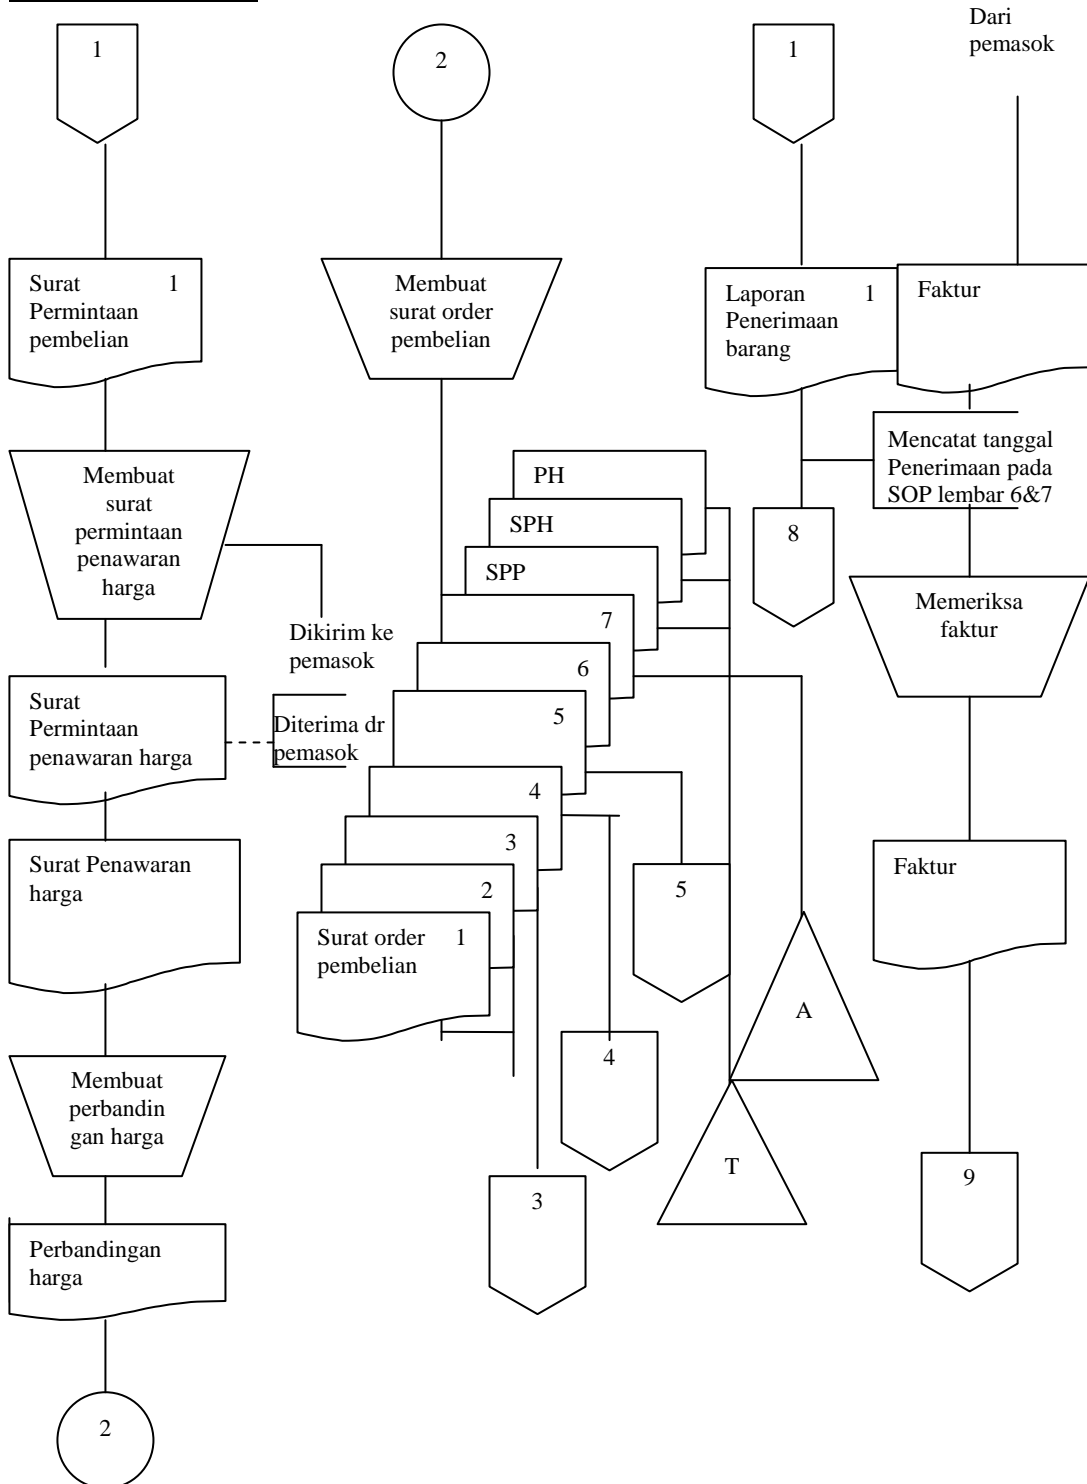 1
Surat 1
Permintaan
pembelian
Membuat
surat
permintaan
penawaran
harga
Dikirim ke
pemasok
Surat
Permintaan
penawaran harga
Diterima dr
pemasok
Surat Penawaran
harga
Membuat
perbandin
gan harga
Perbandingan
harga
2
2
Membuat
surat order
pembelian
PH
SPH
SPP
7
6
5
4
3
2
Surat order 1
pembelian
3
4
5
T
A
1
Laporan 1
Penerimaan
barang
8
Dari
pemasok
Faktur
Mencatat tanggal
Penerimaan pada
SOP lembar 6&7
Memeriksa
faktur
Faktur
9